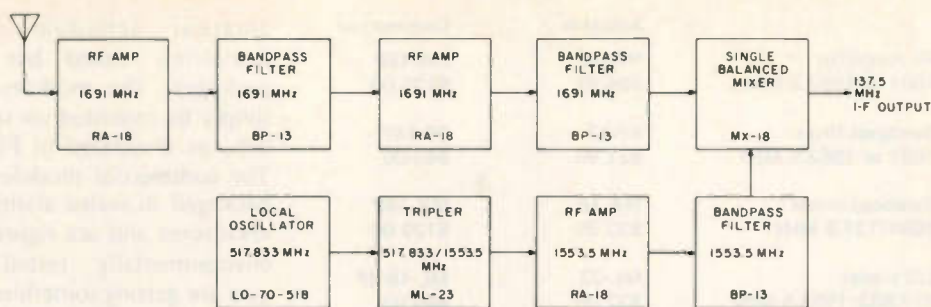 RF AMP
1691 MHz
RA-18
BANDPASS
FILTER
1691 MHz
BP-13
RF AMP
1691 MHz
RA-18
BANDPASS
FILTER
1691 MHz
BP-13
SINGLE
BALANCED
MIXER
MX-18
137.5
MHz
I-F OUTPUT
LOCAL
OSCILLATOR
517.833 MHz
LO-70-518
TRIPLER
517.833/1553.5
MHz
ML-23
RF AMP
1553.5 MHz
RA-18
BANDPASS
FILTER
1553.5 MHz
BP-13